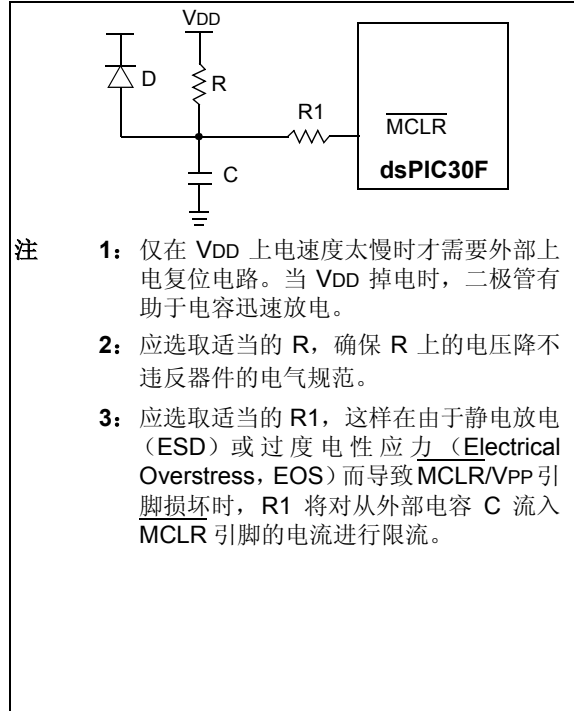 VDD
D
R
R1
MCLR
dsPIC30F
C
注 1： 仅在 VDD 上电速度太慢时才需要外部上
电复位电路。当 VDD 掉电时，二极管有
助于电容迅速放电。
2： 应选取适当的 R，确保 R 上的电压降不
违反器件的电气规范。
3： 应选取适当的 R1，这样在由于静电放电
（ESD）或过度电性应力（Electrical
Overstress，EOS）而导致 MCLR/VPP 引
脚损坏时，R1 将对从外部电容 C 流入
MCLR 引脚的电流进行限流。